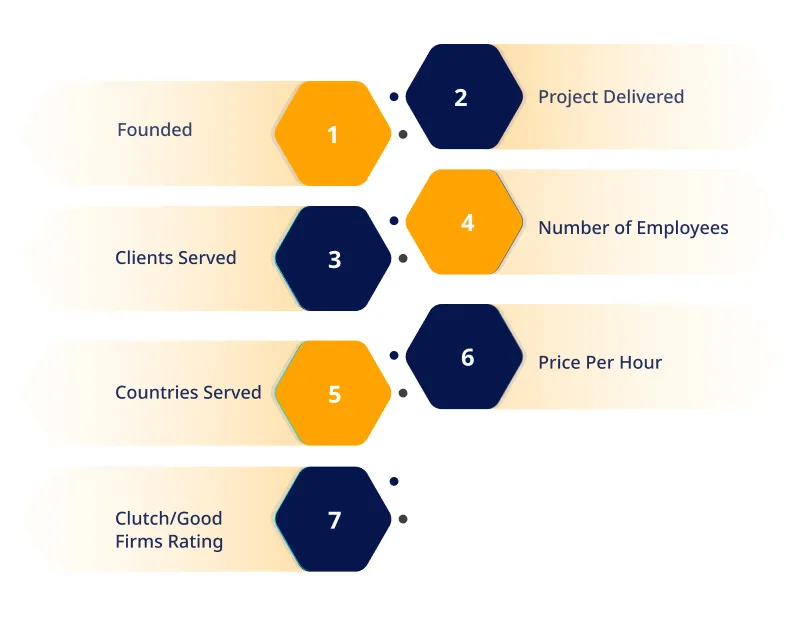 Founded
1
2
Project Delivered
Clients Served
3
4
Number of Employees
Countries Served
5
6
Price Per Hour
Clutch/Good
Firms Rating
7